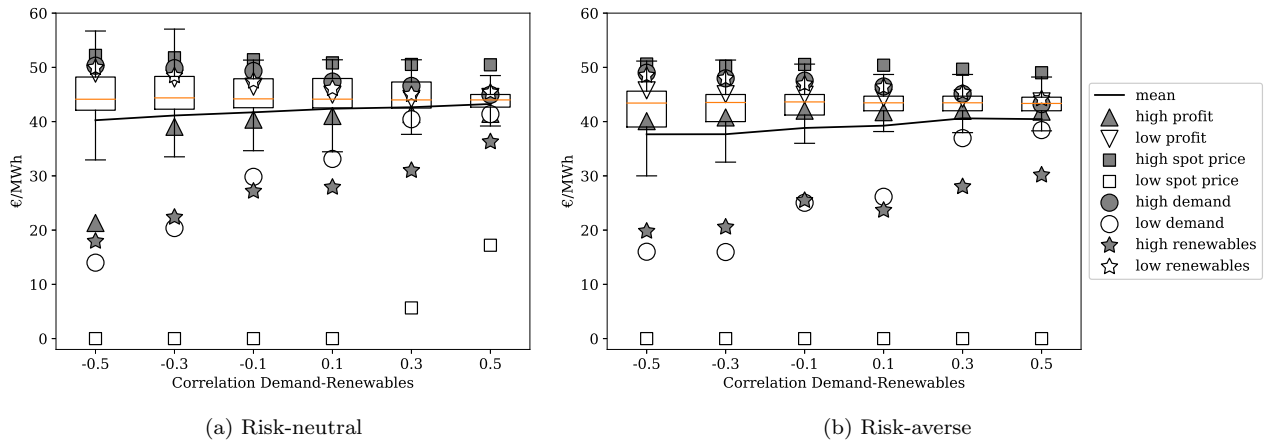 60
50
40
30
20
10
0
€/MWh
-0.5 -0.3 -0.1 0.1 0.3 0.5
Correlation Demand-Renewables
(a) Risk-neutral
60
50
40
30
20
10
0
€/MWh
-0.5 -0.3 -0.1 0.1 0.3 0.5
Correlation Demand-Renewables
(b) Risk-averse
mean
high profit
low profit
high spot price
low spot price
high demand
low demand
high renewables
low renewables